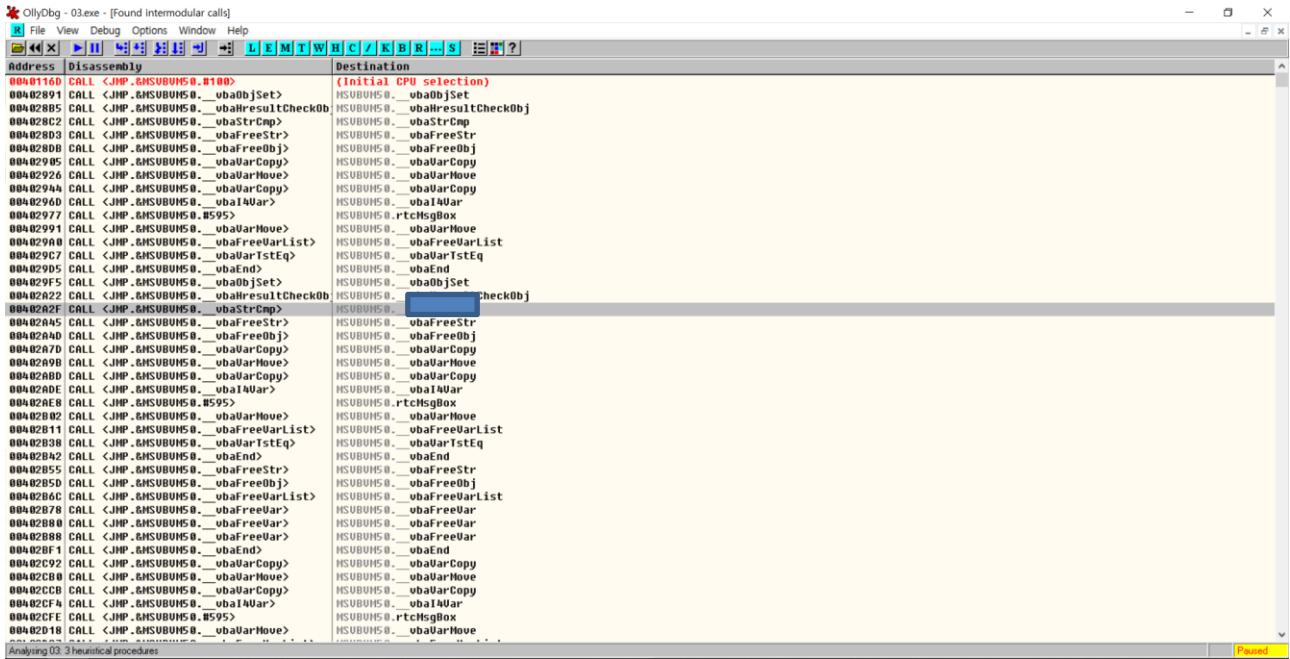 OllyDbg - 03.exe - [Found intermodular calls]
R File View Debug Options Window Help
L E M T W H C / K B R ... S ?
Address Disassembly Destination
0040116D CALL <JMP.&MSVBVM50.#100> (Initial CPU selection)
00402891 CALL <JMP.&MSVBVM50.__vbaObjSet> MSVBVM50.__vbaObjSet
004028B5 CALL <JMP.&MSVBVM50.__vbaHresultCheckOb MSVBVM50.__vbaHresultCheckObj
004028C2 CALL <JMP.&MSVBVM50.__vbaStrCmp> MSVBVM50.__vbaStrCmp
004028D3 CALL <JMP.&MSVBVM50.__vbaFreeStr> MSVBVM50.__vbaFreeStr
004028DB CALL <JMP.&MSVBVM50.__vbaFreeObj> MSVBVM50.__vbaFreeObj
00402905 CALL <JMP.&MSVBVM50.__vbaVarCopy> MSVBVM50.__vbaVarCopy
00402926 CALL <JMP.&MSVBVM50.__vbaVarMove> MSVBVM50.__vbaVarMove
00402944 CALL <JMP.&MSVBVM50.__vbaVarCopy> MSVBVM50.__vbaVarCopy
0040296D CALL <JMP.&MSVBVM50.__vbaI4Var> MSVBVM50.__vbaI4Var
00402977 CALL <JMP.&MSVBVM50.#595> MSVBVM50.rtcMsgBox
00402991 CALL <JMP.&MSVBVM50.__vbaVarMove> MSVBVM50.__vbaVarMove
004029A0 CALL <JMP.&MSVBVM50.__vbaFreeVarList> MSVBVM50.__vbaFreeVarList
004029C7 CALL <JMP.&MSVBVM50.__vbaVarTstEq> MSVBVM50.__vbaVarTstEq
004029D5 CALL <JMP.&MSVBVM50.__vbaEnd> MSVBVM50.__vbaEnd
004029F5 CALL <JMP.&MSVBVM50.__vbaObjSet> MSVBVM50.__vbaObjSet
00402A22 CALL <JMP.&MSVBVM50.__vbaHresultCheckOb MSVBVM50. CheckObj
00402A2F CALL <JMP.&MSVBVM50.__vbaStrCmp> MSVBVM50.
00402A45 CALL <JMP.&MSVBVM50.__vbaFreeStr> MSVBVM50.__vbaFreeStr
00402A4D CALL <JMP.&MSVBVM50.__vbaFreeObj> MSVBVM50.__vbaFreeObj
00402A7D CALL <JMP.&MSVBVM50.__vbaVarCopy> MSVBVM50.__vbaVarCopy
00402A9B CALL <JMP.&MSVBVM50.__vbaVarMove> MSVBVM50.__vbaVarMove
00402ABD CALL <JMP.&MSVBVM50.__vbaVarCopy> MSVBVM50.__vbaVarCopy
00402ADE CALL <JMP.&MSVBVM50.__vbaI4Var> MSVBVM50.__vbaI4Var
00402AE8 CALL <JMP.&MSVBVM50.#595> MSVBVM50.rtcMsgBox
00402B02 CALL <JMP.&MSVBVM50.__vbaVarMove> MSVBVM50.__vbaVarMove
00402B11 CALL <JMP.&MSVBVM50.__vbaFreeVarList> MSVBVM50.__vbaFreeVarList
00402B38 CALL <JMP.&MSVBVM50.__vbaVarTstEq> MSVBVM50.__vbaVarTstEq
00402B42 CALL <JMP.&MSVBVM50.__vbaEnd> MSVBVM50.__vbaEnd
00402B55 CALL <JMP.&MSVBVM50.__vbaFreeStr> MSVBVM50.__vbaFreeStr
00402B5D CALL <JMP.&MSVBVM50.__vbaFreeObj> MSVBVM50.__vbaFreeObj
00402B6C CALL <JMP.&MSVBVM50.__vbaFreeVarList> MSVBVM50.__vbaFreeVarList
00402B78 CALL <JMP.&MSVBVM50.__vbaFreeVar> MSVBVM50.__vbaFreeVar
00402B80 CALL <JMP.&MSVBVM50.__vbaFreeVar> MSVBVM50.__vbaFreeVar
00402B88 CALL <JMP.&MSVBVM50.__vbaFreeVar> MSVBVM50.__vbaFreeVar
00402BF1 CALL <JMP.&MSVBVM50.__vbaEnd> MSVBVM50.__vbaEnd
00402C92 CALL <JMP.&MSVBVM50.__vbaVarCopy> MSVBVM50.__vbaVarCopy
00402CB0 CALL <JMP.&MSVBVM50.__vbaVarMove> MSVBVM50.__vbaVarMove
00402CCB CALL <JMP.&MSVBVM50.__vbaVarCopy> MSVBVM50.__vbaVarCopy
00402CF4 CALL <JMP.&MSVBVM50.__vbaI4Var> MSVBVM50.__vbaI4Var
00402CFE CALL <JMP.&MSVBVM50.#595> MSVBVM50.rtcMsgBox
00402D18 CALL <JMP.&MSVBVM50.__vbaVarMove> MSVBVM50.__vbaVarMove
Analysing 03: 3 heuristical procedures Paused